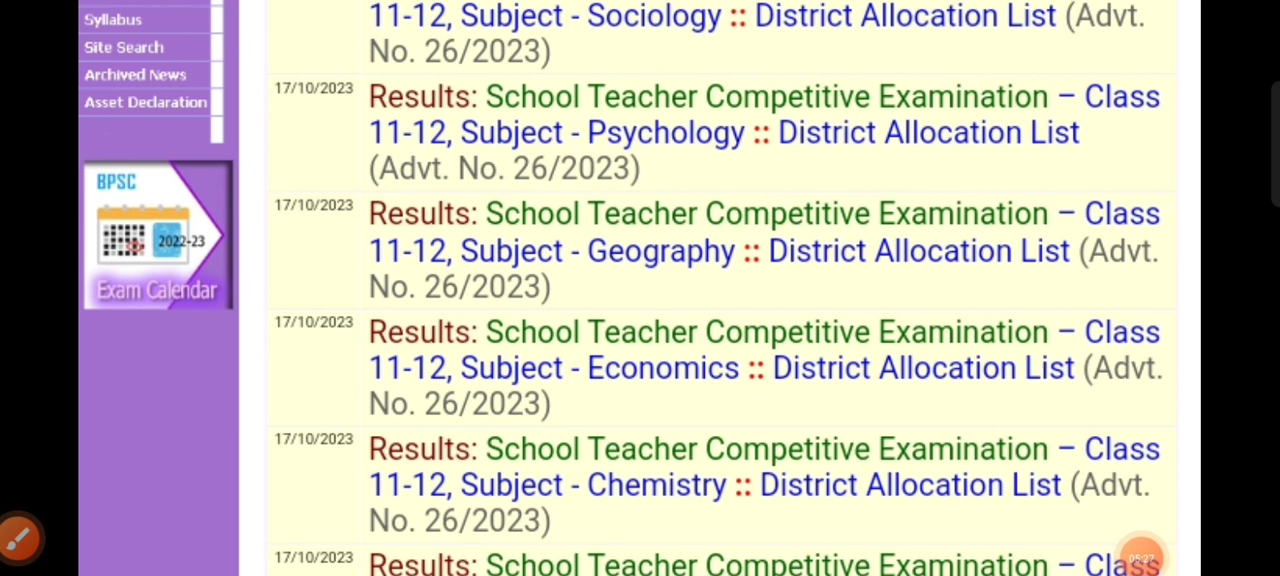 Syllabus
Site Search
Archived News
Asset Declaration
BPSC
2022-23
Exam Calendar
11-12, Subject - Sociology :: District Allocation List (Advt.
No. 26/2023)
17/10/2023 Results: School Teacher Competitive Examination – Class
11-12, Subject - Psychology :: District Allocation List
(Advt. No. 26/2023)
17/10/2023 Results: School Teacher Competitive Examination – Class
11-12, Subject - Geography :: District Allocation List (Advt.
No. 26/2023)
17/10/2023 Results: School Teacher Competitive Examination – Class
11-12, Subject - Economics :: District Allocation List (Advt.
No. 26/2023)
17/10/2023 Results: School Teacher Competitive Examination – Class
11-12, Subject - Chemistry :: District Allocation List (Advt.
No. 26/2023)
17/10/2023 Results: School Teacher Competitive Examination – Class
05:27